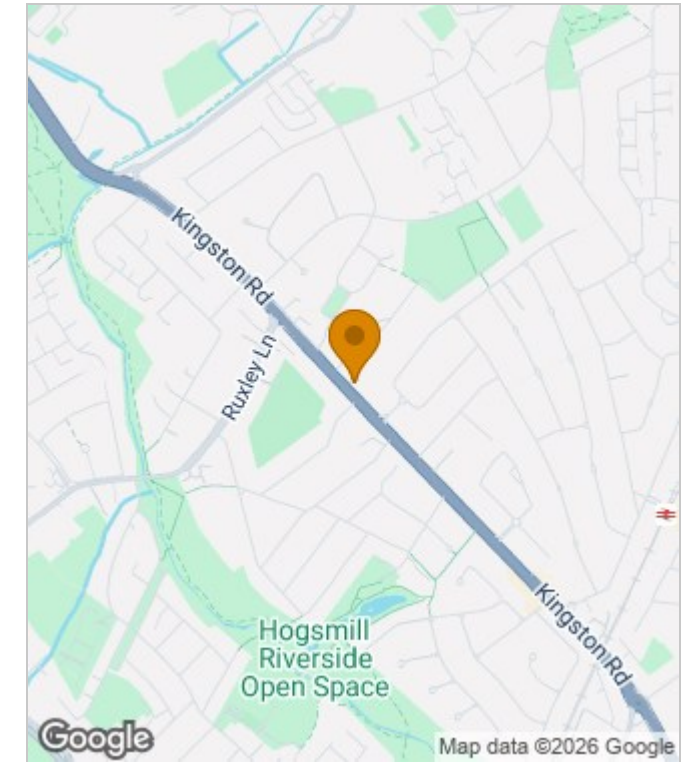 Kingston Rd
Ruxley Ln
Kingston Rd
Hogsmill
Riverside
Open Space
Google
Map data ©2026 Google